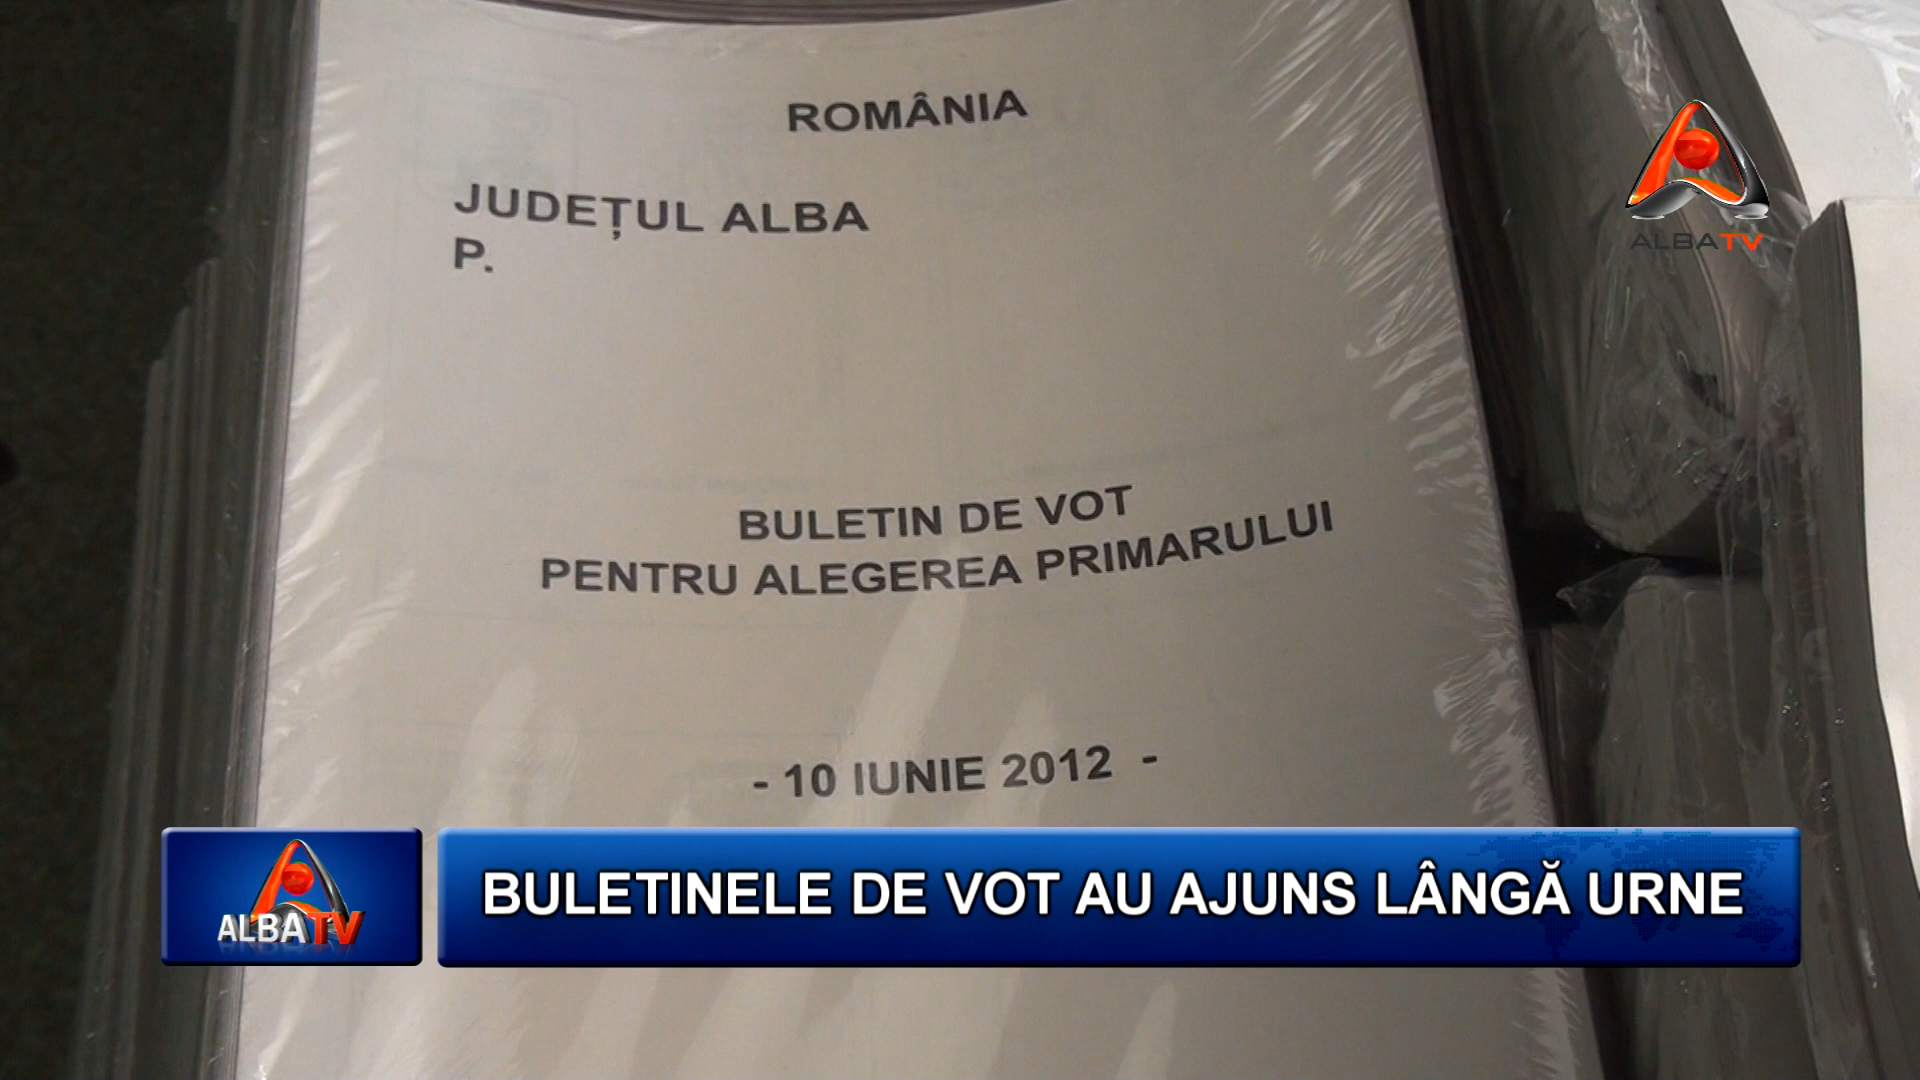 ROMÂNIA
JUDEȚUL ALBA
P.
BULETIN DE VOT
PENTRU ALEGEREA PRIMARULUI
- 10 IUNIE 2012 -
ALBATV
ALBATV
BULETINELE DE VOT AU AJUNS LÂNGĂ URNE